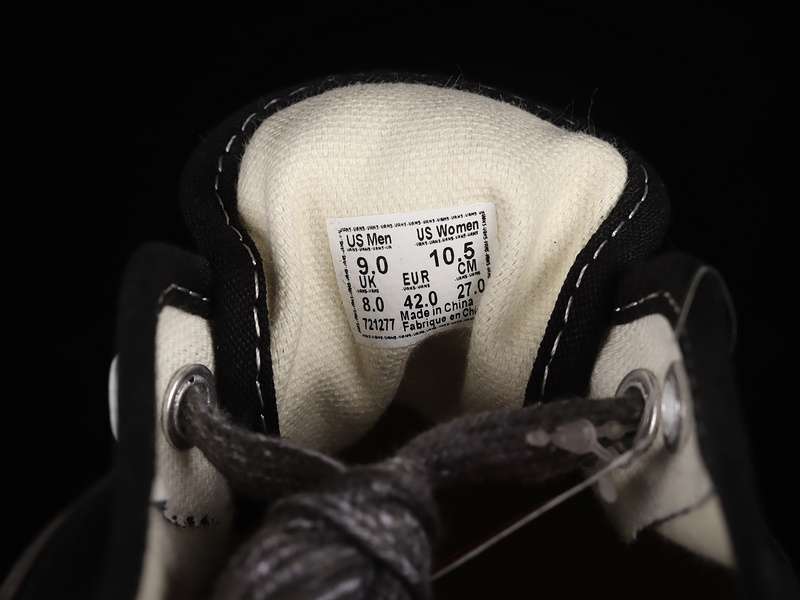 US Men US Women
9.0 10.5
UK EUR CM
8.0 42.0 27.0
721277 Made in China
Fabrique en